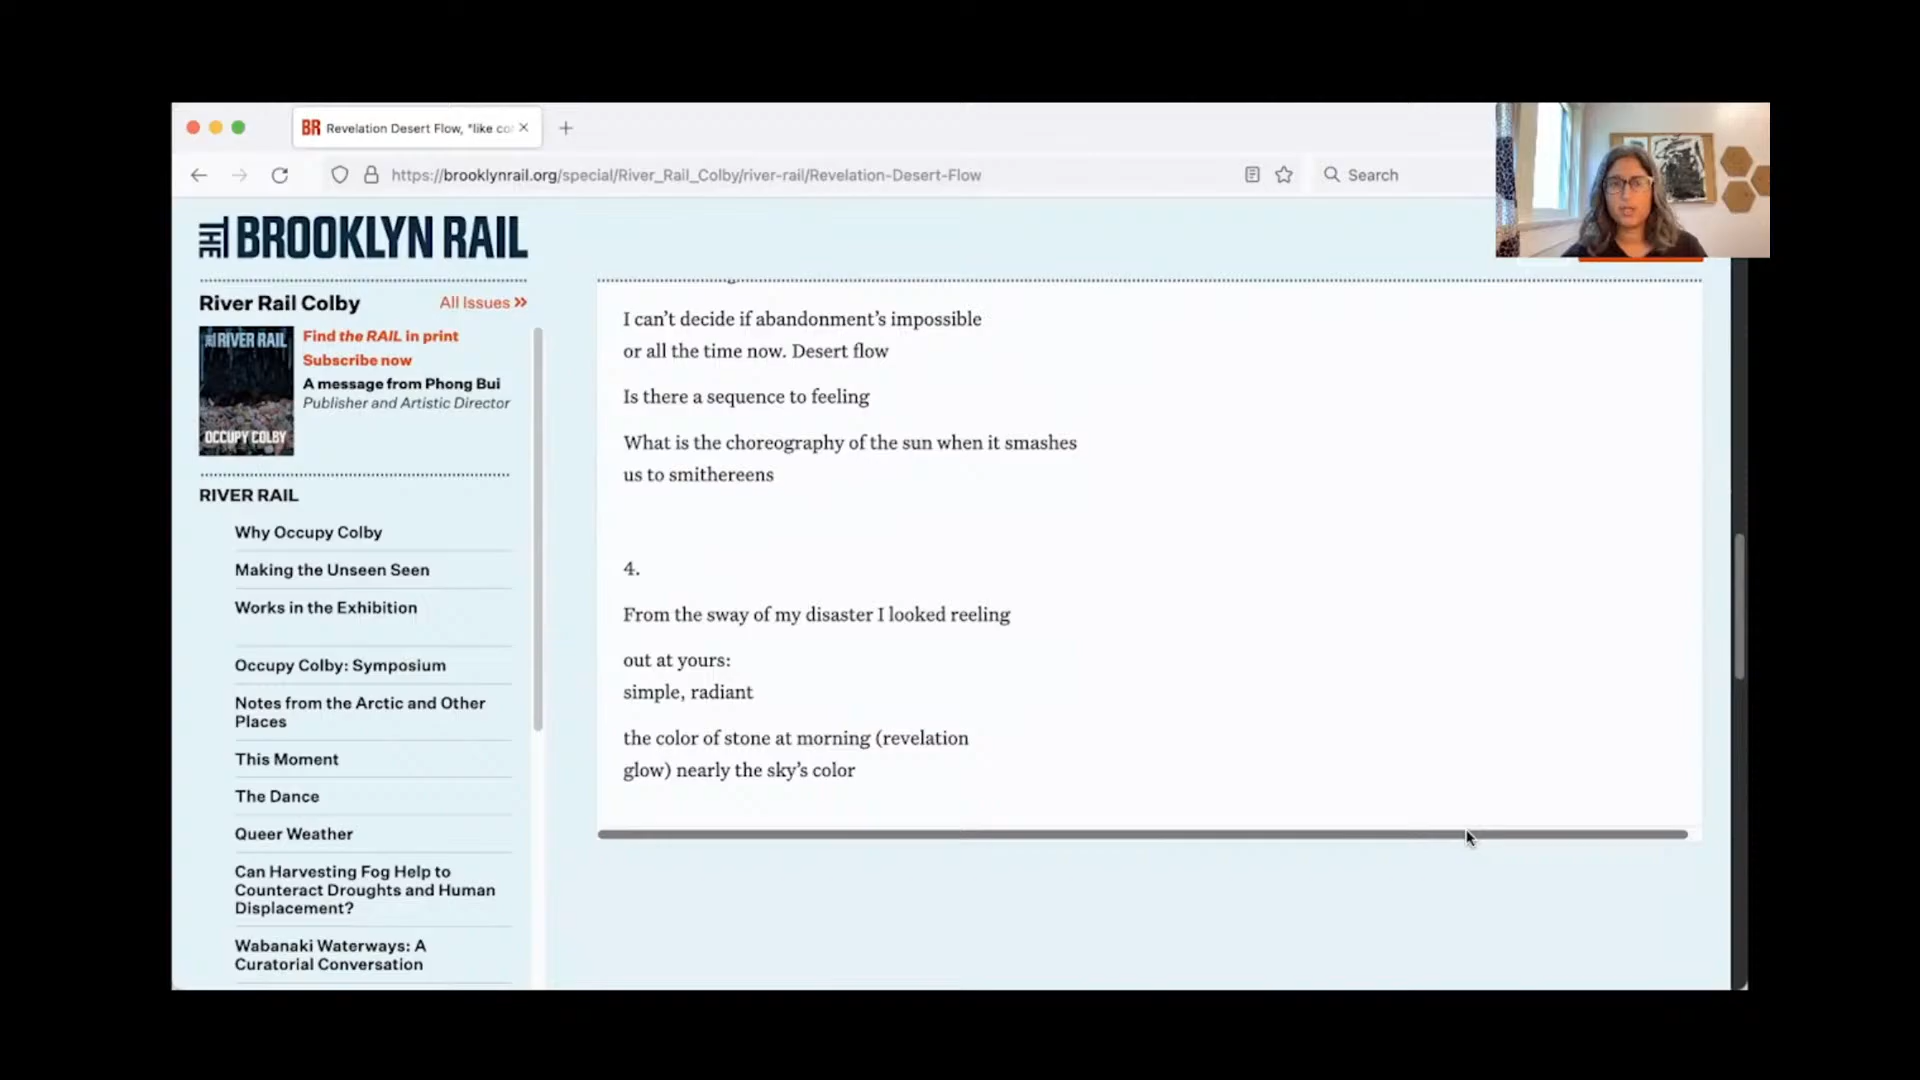 BR Revelation Desert Flow, *like co
https://brooklynrail.org/special/River_Rail_Colby/river-rail/Revelation-Desert-Flow
Search
THE BROOKLYN RAIL
River Rail Colby
All Issues »
THE RIVER RAIL
OCCUPY COLBY
Find the RAIL in print
Subscribe now
A message from Phong Bui
Publisher and Artistic Director
RIVER RAIL
Why Occupy Colby
Making the Unseen Seen
Works in the Exhibition
Occupy Colby: Symposium
Notes from the Arctic and Other
Places
This Moment
The Dance
Queer Weather
Can Harvesting Fog Help to
Counteract Droughts and Human
Displacement?
Wabanaki Waterways: A
Curatorial Conversation
I can’t decide if abandonment’s impossible
or all the time now. Desert flow
Is there a sequence to feeling
What is the choreography of the sun when it smashes
us to smithereens
4.
From the sway of my disaster I looked reeling
out at yours:
simple, radiant
the color of stone at morning (revelation
glow) nearly the sky’s color